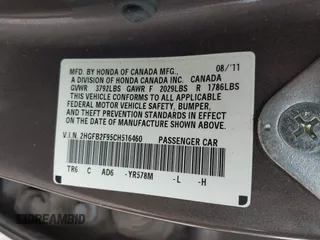 MFD. BY HONDA OF CANADA MFG., 08/'11
A DIVISION OF HONDA CANADA INC. CANADA
GVWR 3792LBS GAWR F 2029LBS R 1786LBS
THIS VEHICLE CONFORMS TO ALL APPLICABLE
FEDERAL MOTOR VEHICLE SAFETY, BUMPER,
AND THEFT PREVENTION STANDARDS IN EFFECT
ON THE DATE OF MANUFACTURE SHOWN ABOVE.
V.I.N. 2HGFB2F95CH516460 PASSENGER CAR
TR6 C AD6 -YR578M -L -H
IDREAMBID